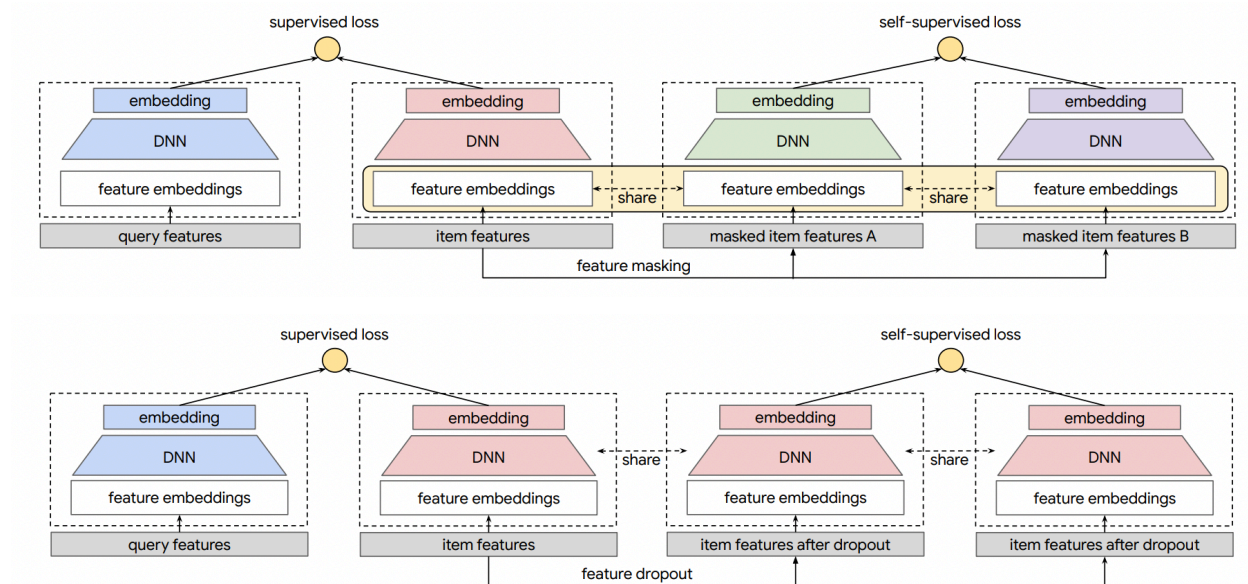 supervised loss
self-supervised loss
embedding
embedding
embedding
embedding
DNN
DNN
DNN
DNN
feature embeddings
feature embeddings
feature embeddings
feature embeddings
share
share
query features
item features
masked item features A
masked item features B
feature masking
supervised loss
self-supervised loss
embedding
embedding
embedding
embedding
DNN
DNN
DNN
DNN
share
share
feature embeddings
feature embeddings
feature embeddings
feature embeddings
query features
item features
item features after dropout
item features after dropout
feature dropout